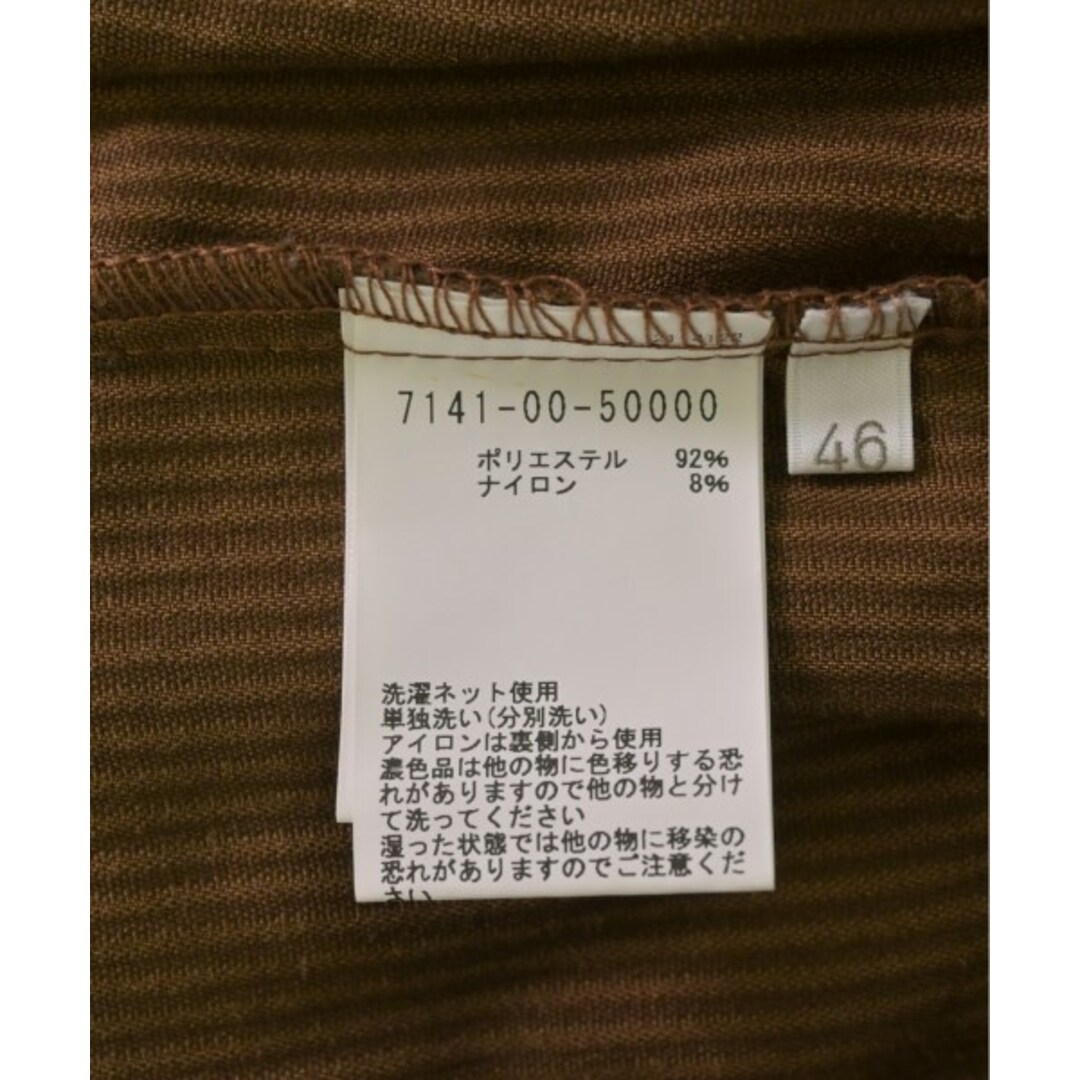 7141-00-50000
46
ポリエステル 92%
ナイロン 8%
洗濯ネット使用
単独洗い(分別洗い)
アイロンは裏側から使用
濃色品は他の物に色移りする恐
れがありますので他の物と分け
て洗ってください
湿った状態では他の物に移染の
恐れがありますのでご注意くだ
さい